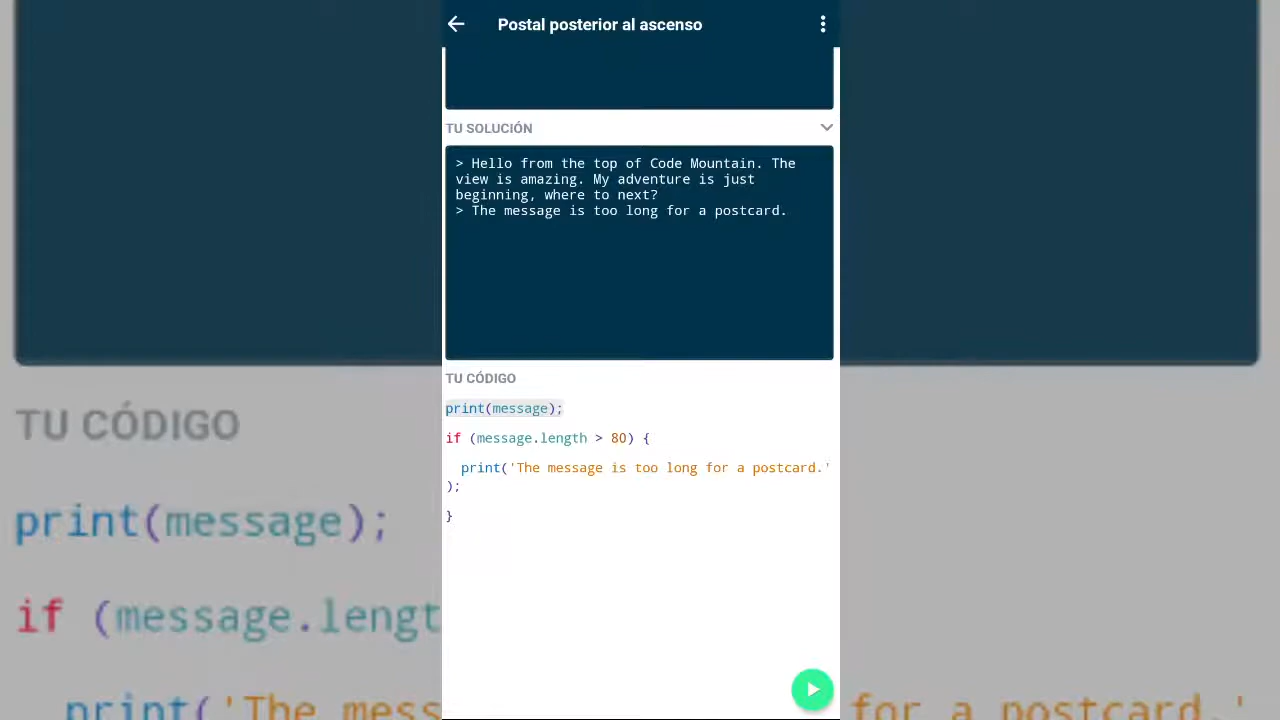 Postal posterior al ascenso
TU SOLUCIÓN
> Hello from the top of Code Mountain. The
view is amazing. My adventure is just
beginning, where to next?
> The message is too long for a postcard.
TU CÓDIGO
print(message);
if (message.length > 80) {
print('The message is too long for a postcard.'
);
}
TU CÓDIGO
print(message);
if (message.lengt
print('The mess
for a postcard.'